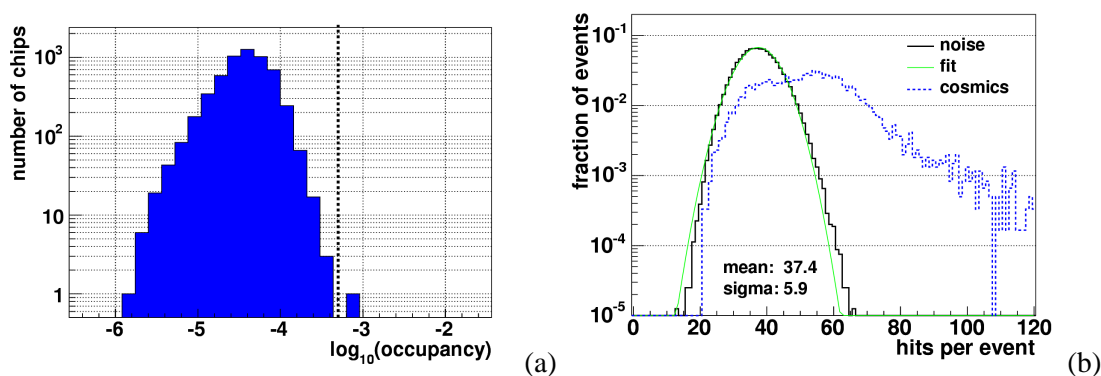 number of chips
10³
10²
10
1
-6 -5 -4 -3 -2
log₁₀(occupancy)
(a)
fraction of events
10⁻¹
10⁻²
10⁻³
10⁻⁴
10⁻⁵
noise
fit
cosmics
mean: 37.4
sigma: 5.9
0 20 40 60 80 100 120
hits per event
(b)